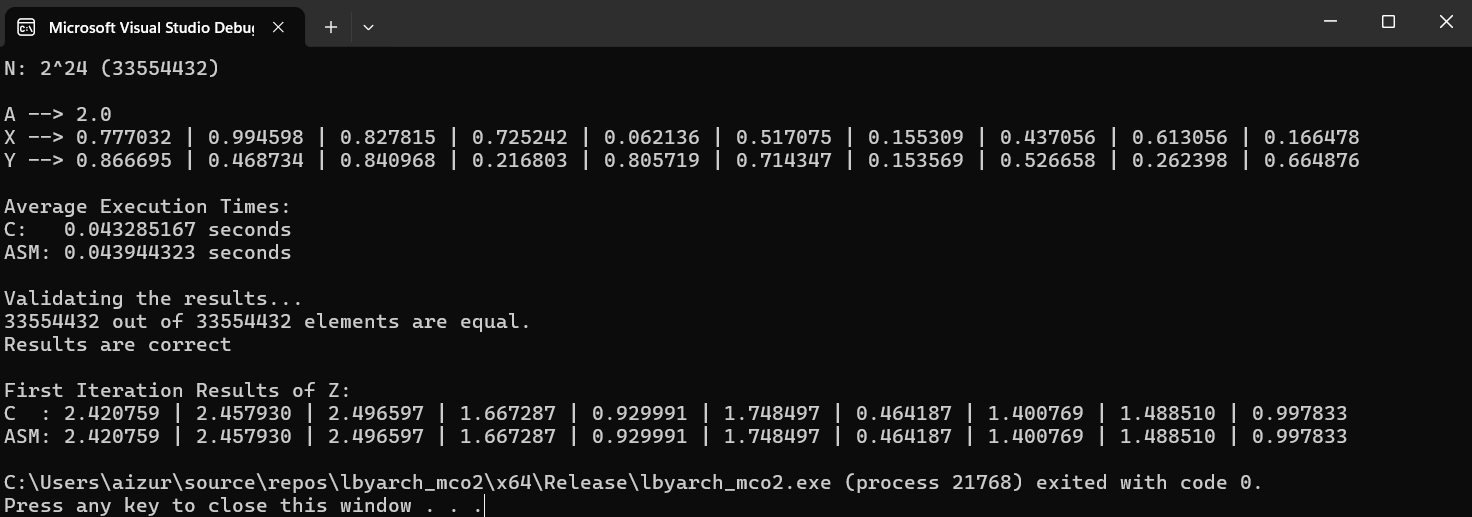 Microsoft Visual Studio Debug
N: 2^24 (33554432)
A --> 2.0
X --> 0.777032 | 0.994598 | 0.827815 | 0.725242 | 0.062136 | 0.517075 | 0.155309 | 0.437056 | 0.613056 | 0.166478
Y --> 0.866695 | 0.468734 | 0.840968 | 0.216803 | 0.805719 | 0.714347 | 0.153569 | 0.526658 | 0.262398 | 0.664876
Average Execution Times:
C:   0.043285167 seconds
ASM: 0.043944323 seconds
Validating the results...
33554432 out of 33554432 elements are equal.
Results are correct
First Iteration Results of Z:
C  : 2.420759 | 2.457930 | 2.496597 | 1.667287 | 0.929991 | 1.748497 | 0.464187 | 1.400769 | 1.488510 | 0.997833
ASM: 2.420759 | 2.457930 | 2.496597 | 1.667287 | 0.929991 | 1.748497 | 0.464187 | 1.400769 | 1.488510 | 0.997833
C:\Users\aizur\source\repos\lbyarch_mco2\x64\Release\lbyarch_mco2.exe (process 21768) exited with code 0.
Press any key to close this window . . .